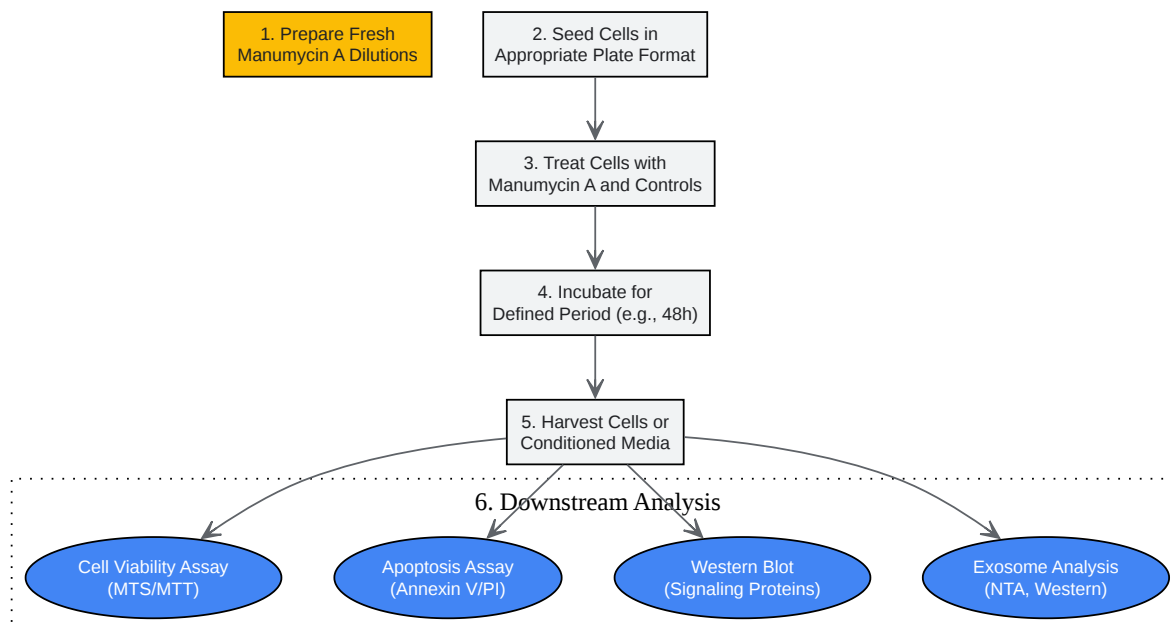 1. Prepare Fresh
Manumycin A Dilutions
2. Seed Cells in
Appropriate Plate Format
3. Treat Cells with
Manumycin A and Controls
4. Incubate for
Defined Period (e.g., 48h)
5. Harvest Cells or
Conditioned Media
6. Downstream Analysis
Cell Viability Assay
(MTS/MTT)
Apoptosis Assay
(Annexin V/PI)
Western Blot
(Signaling Proteins)
Exosome Analysis
(NTA, Western)